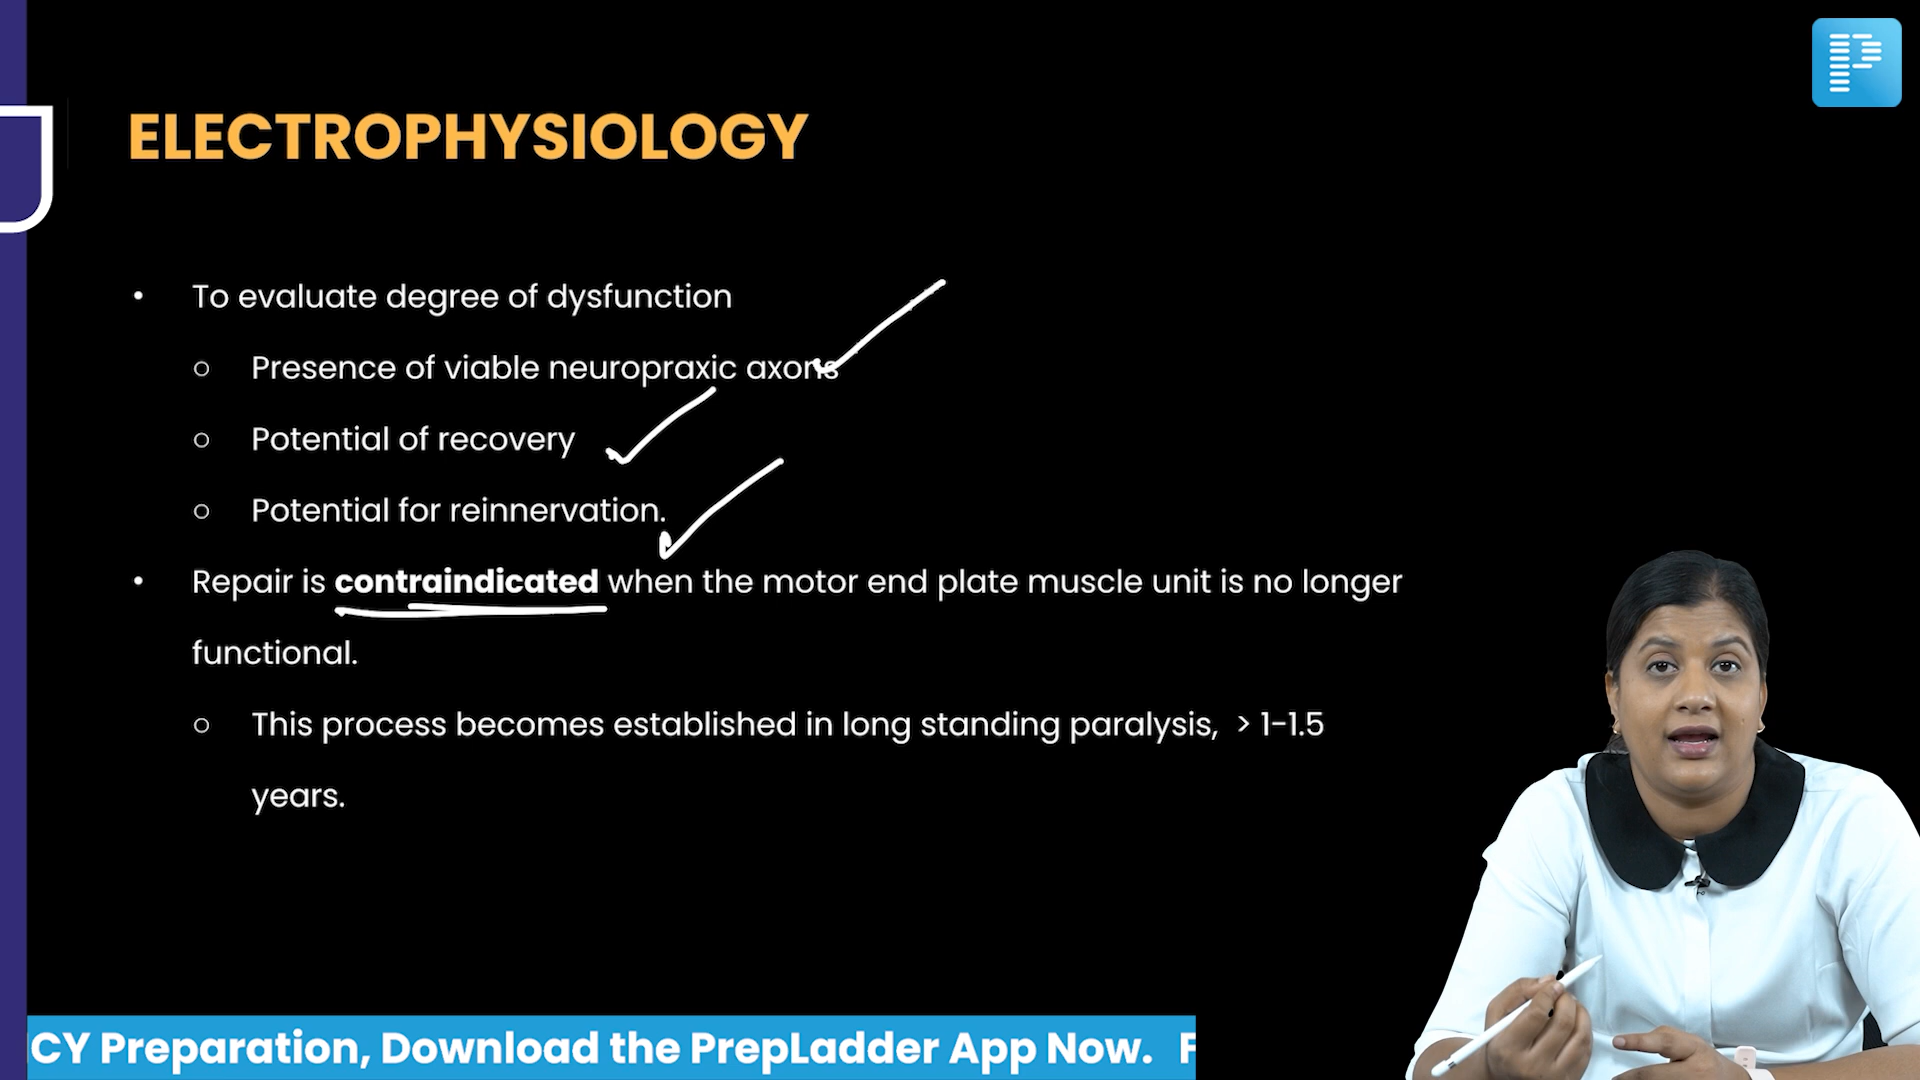 ELECTROPHYSIOLOGY
• To evaluate degree of dysfunction
○ Presence of viable neuropraxic axons
○ Potential of recovery
○ Potential for reinnervation.
• Repair is contraindicated when the motor end plate muscle unit is no longer
functional.
○ This process becomes established in long standing paralysis, > 1-1.5
years.
CY Preparation, Download the PrepLadder App Now. F